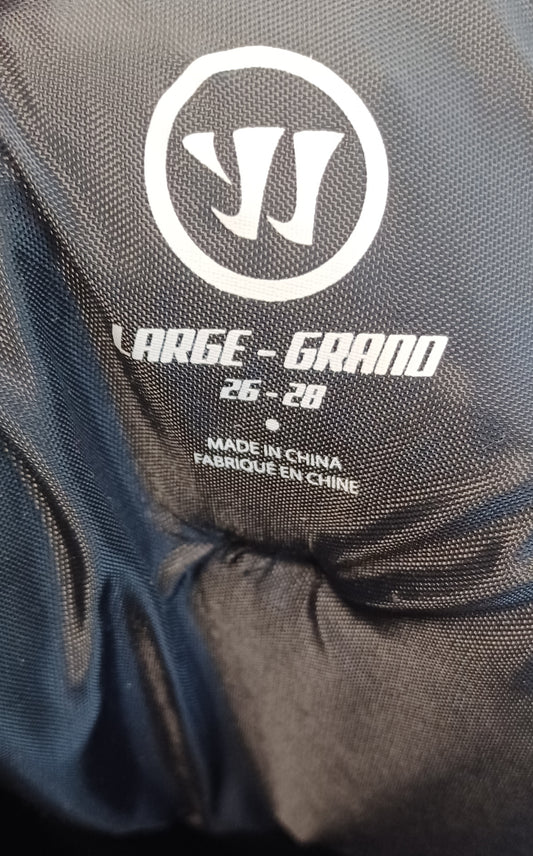 LARGE - GRAND
26 - 28
MADE IN CHINA
FABRIQUÉ EN CHINE